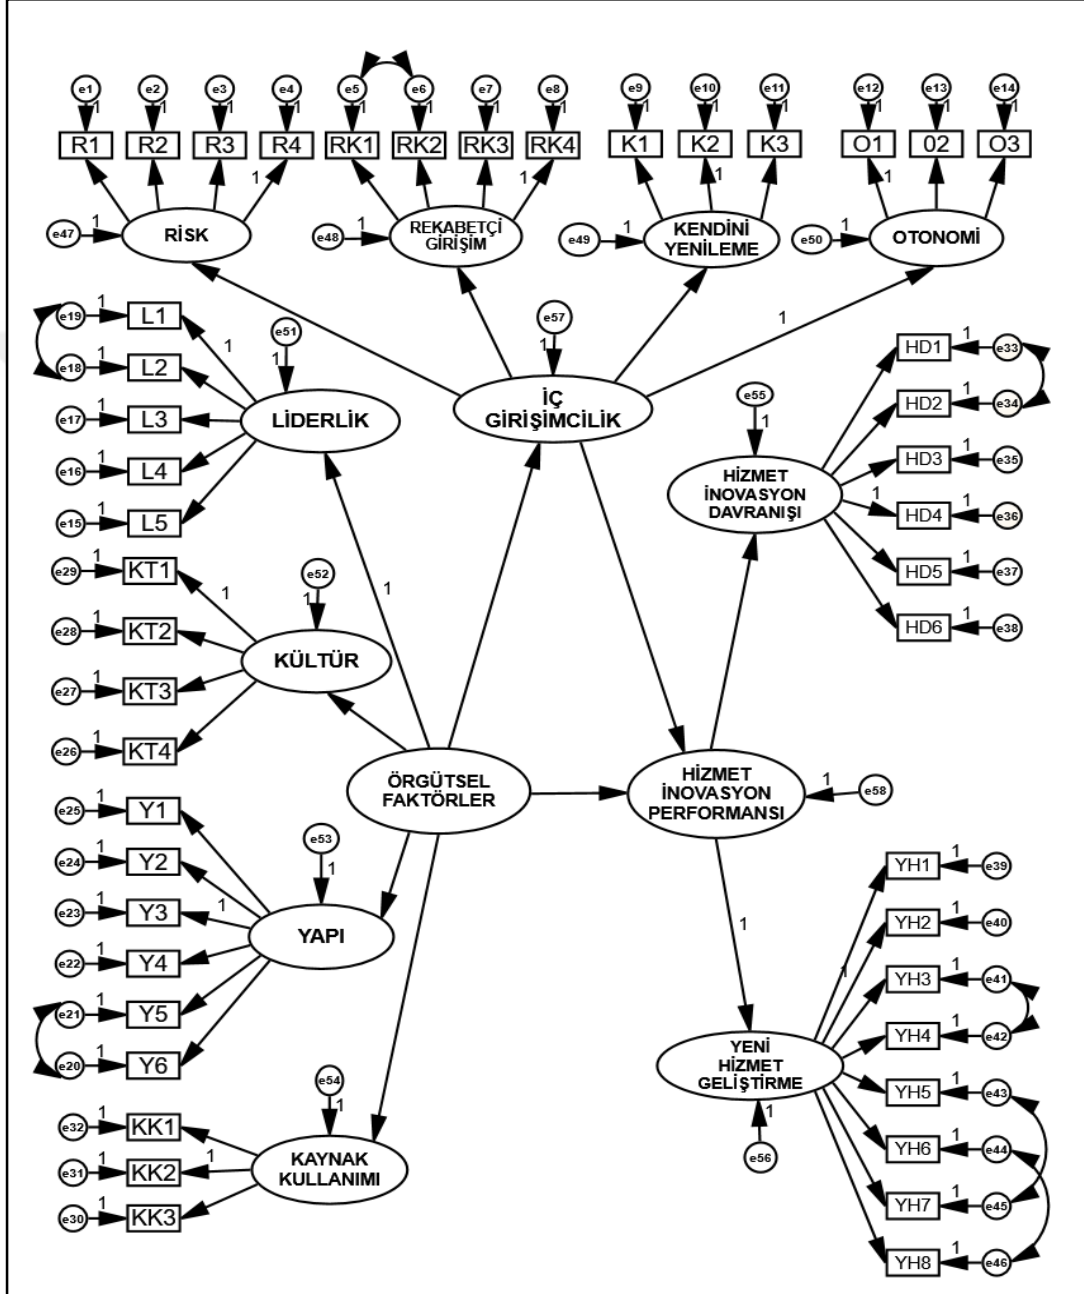 e1 e2 e3 e4 e5 e6 e7 e8 e9 e10 e11 e12 e13 e14
1 1 1 1 1 1 1 1 1 1 1 1 1 1
R1 R2 R3 R4 RK1 RK2 RK3 RK4 K1 K2 K3 O1 02 O3
1 1 1 1
e47 1 RİSK
e48 1 REKABETÇİ
GİRİŞİM
e49 1 KENDİNİ
YENİLEME
e50 1 OTONOMİ
e19 1 L1
e18 1 L2
e17 1 L3
e16 1 L4
e15 1 L5
1
e51
1
LİDERLİK
e57
1
İÇ
GİRİŞİMCİLİK
1
e55
1
HİZMET
İNOVASYON
DAVRANIŞI
1
HD1 1 e33
HD2 1 e34
HD3 1 e35
HD4 1 e36
HD5 1 e37
HD6 1 e38
e29 1 KT1
e28 1 KT2
e27 1 KT3
e26 1 KT4
1
e52
1
KÜLTÜR
1
ÖRGÜTSEL
FAKTÖRLER
HİZMET
İNOVASYON
PERFORMANSI
1 e58
e25 1 Y1
e24 1 Y2
e23 1 Y3
e22 1 Y4
e21 1 Y5
e20 1 Y6
1
e53
1
YAPI
1
YENİ
HİZMET
GELİŞTİRME
1
e56
1
YH1 1 e39
YH2 1 e40
YH3 1 e41
YH4 1 e42
YH5 1 e43
YH6 1 e44
YH7 1 e45
YH8 1 e46
e32 1 KK1
e31 1 KK2
e30 1 KK3
1
e54
1
KAYNAK
KULLANIMI